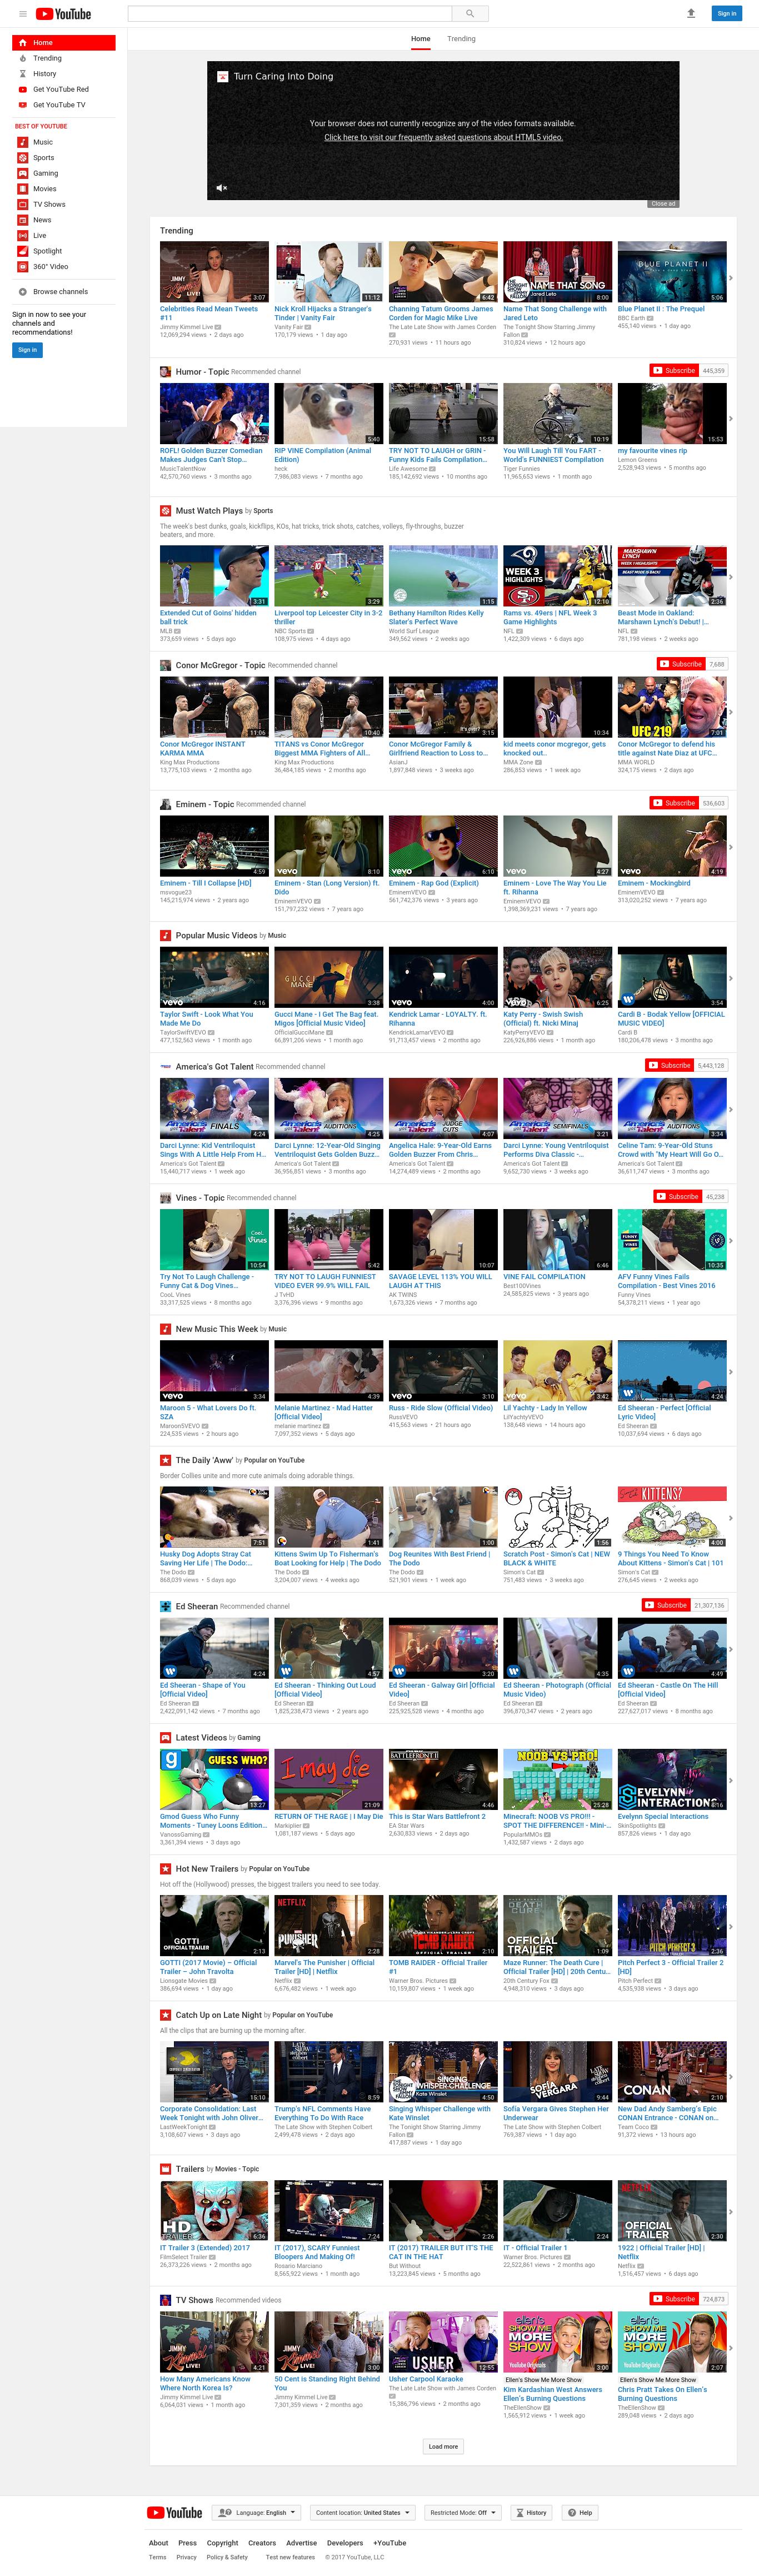 YouTube
Sign in
Home
Trending
History
Get YouTube Red
Get YouTube TV
BEST OF YOUTUBE
Music
Sports
Gaming
Movies
TV Shows
News
Live
Spotlight
360° Video
Browse channels
Sign in now to see your
channels and
recommendations!
Sign in
Home Trending
Turn Caring Into Doing
Your browser does not currently recognize any of the video formats available.
Click here to visit our frequently asked questions about HTML5 video.
Close ad
Trending
Celebrities Read Mean Tweets
#11
Jimmy Kimmel Live
12,069,294 views • 2 days ago
Nick Kroll Hijacks a Stranger's
Tinder | Vanity Fair
Vanity Fair
170,179 views • 1 day ago
Channing Tatum Grooms James
Corden for Magic Mike Live
The Late Late Show with James Corden
270,931 views • 11 hours ago
Name That Song Challenge with
Jared Leto
The Tonight Show Starring Jimmy
Fallon
310,824 views • 12 hours ago
Blue Planet II : The Prequel
BBC Earth
455,140 views • 1 day ago
Humor - Topic Recommended channel
Subscribe 445,359
ROFL! Golden Buzzer Comedian
Makes Judges Can't Stop...
MusicTalentNow
42,570,760 views • 3 months ago
RIP VINE Compilation (Animal
Edition)
heck
7,986,083 views • 7 months ago
TRY NOT TO LAUGH or GRIN -
Funny Kids Fails Compilation...
Life Awesome
185,142,692 views • 10 months ago
You Will Laugh Till You FART -
World's FUNNIEST Compilation
Tiger Funnies
11,965,653 views • 1 month ago
my favourite vines rip
Lemon Greens
2,528,943 views • 5 months ago
Must Watch Plays by Sports
The week's best dunks, goals, kickflips, KOs, hat tricks, trick shots, catches, volleys, fly-throughs, buzzer
beaters, and more.
Extended Cut of Goins' hidden
ball trick
MLB
373,659 views • 5 days ago
Liverpool top Leicester City in 3-2
thriller
NBC Sports
108,975 views • 4 days ago
Bethany Hamilton Rides Kelly
Slater's Perfect Wave
World Surf League
349,562 views • 2 weeks ago
Rams vs. 49ers | NFL Week 3
Game Highlights
NFL
1,422,309 views • 6 days ago
Beast Mode in Oakland:
Marshawn Lynch's Debut! |...
NFL
781,198 views • 2 weeks ago
Conor McGregor - Topic Recommended channel
Subscribe 7,688
Conor McGregor INSTANT
KARMA MMA
King Max Productions
13,775,103 views • 2 months ago
TITANS vs Conor McGregor
Biggest MMA Fighters of All...
King Max Productions
36,484,185 views • 2 months ago
Conor McGregor Family &
Girlfriend Reaction to Loss to...
AsianJ
1,897,848 views • 3 weeks ago
kid meets conor mcgregor, gets
knocked out..
MMA Zone
286,853 views • 1 week ago
Conor McGregor to defend his
title against Nate Diaz at UFC...
MMA WORLD
324,175 views • 2 days ago
Eminem - Topic Recommended channel
Subscribe 536,603
Eminem - Till I Collapse [HD]
msvogue23
145,215,974 views • 2 years ago
Eminem - Stan (Long Version) ft.
Dido
EminemVEVO
151,797,232 views • 7 years ago
Eminem - Rap God (Explicit)
EminemVEVO
561,742,376 views • 3 years ago
Eminem - Love The Way You Lie
ft. Rihanna
EminemVEVO
1,398,369,231 views • 7 years ago
Eminem - Mockingbird
EminemVEVO
313,020,252 views • 7 years ago
Popular Music Videos by Music
Taylor Swift - Look What You
Made Me Do
TaylorSwiftVEVO
477,152,563 views • 1 month ago
Gucci Mane - I Get The Bag feat.
Migos [Official Music Video]
OfficialGucciMane
66,891,206 views • 1 month ago
Kendrick Lamar - LOYALTY. ft.
Rihanna
KendrickLamarVEVO
91,713,457 views • 2 months ago
Katy Perry - Swish Swish
(Official) ft. Nicki Minaj
KatyPerryVEVO
226,926,886 views • 1 month ago
Cardi B - Bodak Yellow [OFFICIAL
MUSIC VIDEO]
Cardi B
180,206,478 views • 3 months ago
America's Got Talent Recommended channel
Subscribe 5,443,128
Darci Lynne: Kid Ventriloquist
Sings With A Little Help From H...
America's Got Talent
15,440,717 views • 1 week ago
Darci Lynne: 12-Year-Old Singing
Ventriloquist Gets Golden Buzz...
America's Got Talent
36,956,851 views • 3 months ago
Angelica Hale: 9-Year-Old Earns
Golden Buzzer From Chris...
America's Got Talent
14,274,489 views • 2 months ago
Darci Lynne: Young Ventriloquist
Performs Diva Classic -...
America's Got Talent
9,652,730 views • 3 weeks ago
Celine Tam: 9-Year-Old Stuns
Crowd with "My Heart Will Go O...
America's Got Talent
36,611,747 views • 3 months ago
Vines - Topic Recommended channel
Subscribe 45,238
Try Not To Laugh Challenge -
Funny Cat & Dog Vines...
CooL Vines
33,317,525 views • 8 months ago
TRY NOT TO LAUGH FUNNIEST
VIDEO EVER 99.9% WILL FAIL
J TvHD
3,376,396 views • 9 months ago
SAVAGE LEVEL 113% YOU WILL
LAUGH AT THIS
AK TWINS
1,673,326 views • 7 months ago
VINE FAIL COMPILATION
Best100Vines
24,585,825 views • 3 years ago
AFV Funny Vines Fails
Compilation - Best Vines 2016
Funny Vines
54,378,211 views • 1 year ago
New Music This Week by Music
Maroon 5 - What Lovers Do ft.
SZA
Maroon5VEVO
224,535 views • 2 hours ago
Melanie Martinez - Mad Hatter
[Official Video]
melanie martinez
7,097,352 views • 5 days ago
Russ - Ride Slow (Official Video)
RussVEVO
415,563 views • 21 hours ago
Lil Yachty - Lady In Yellow
LilYachtyVEVO
138,648 views • 14 hours ago
Ed Sheeran - Perfect [Official
Lyric Video]
Ed Sheeran
10,037,694 views • 6 days ago
The Daily 'Aww' by Popular on YouTube
Border Collies unite and more cute animals doing adorable things.
Husky Dog Adopts Stray Cat
Saving Her Life | The Dodo:...
The Dodo
868,039 views • 5 days ago
Kittens Swim Up To Fisherman's
Boat Looking for Help | The Dodo
The Dodo
3,204,007 views • 4 weeks ago
Dog Reunites With Best Friend |
The Dodo
The Dodo
521,901 views • 1 week ago
Scratch Post - Simon's Cat | NEW
BLACK & WHITE
Simon's Cat
751,483 views • 3 weeks ago
9 Things You Need To Know
About Kittens - Simon's Cat | 101
Simon's Cat
276,645 views • 2 weeks ago
Ed Sheeran Recommended channel
Subscribe 21,307,136
Ed Sheeran - Shape of You
[Official Video]
Ed Sheeran
2,422,091,142 views • 7 months ago
Ed Sheeran - Thinking Out Loud
[Official Video]
Ed Sheeran
1,825,238,473 views • 2 years ago
Ed Sheeran - Galway Girl [Official
Video]
Ed Sheeran
225,925,528 views • 4 months ago
Ed Sheeran - Photograph (Official
Music Video)
Ed Sheeran
396,870,347 views • 2 years ago
Ed Sheeran - Castle On The Hill
[Official Video]
Ed Sheeran
227,627,017 views • 8 months ago
Latest Videos by Gaming
Gmod Guess Who Funny
Moments - Tuney Loons Edition...
VanossGaming
3,361,394 views • 3 days ago
RETURN OF THE RAGE | I May Die
Markiplier
1,081,187 views • 5 days ago
This is Star Wars Battlefront 2
EA Star Wars
2,630,833 views • 2 days ago
Minecraft: NOOB VS PRO!!! -
SPOT THE DIFFERENCE!! - Mini-...
PopularMMOs
1,432,587 views • 2 days ago
Evelynn Special Interactions
SkinSpotlights
857,826 views • 1 day ago
Hot New Trailers by Popular on YouTube
Hot off the (Hollywood) presses, the biggest trailers you need to see today.
GOTTI (2017 Movie) – Official
Trailer – John Travolta
Lionsgate Movies
386,694 views • 1 day ago
Marvel's The Punisher | Official
Trailer [HD] | Netflix
Netflix
6,676,482 views • 1 week ago
TOMB RAIDER - Official Trailer
#1
Warner Bros. Pictures
10,159,807 views • 1 week ago
Maze Runner: The Death Cure |
Official Trailer [HD] | 20th Centu...
20th Century Fox
4,948,310 views • 3 days ago
Pitch Perfect 3 - Official Trailer 2
[HD]
Pitch Perfect
4,535,938 views • 3 days ago
Catch Up on Late Night by Popular on YouTube
All the clips that are burning up the morning after.
Corporate Consolidation: Last
Week Tonight with John Oliver...
LastWeekTonight
3,108,607 views • 3 days ago
Trump's NFL Comments Have
Everything To Do With Race
The Late Show with Stephen Colbert
2,499,478 views • 2 days ago
Singing Whisper Challenge with
Kate Winslet
The Tonight Show Starring Jimmy
Fallon
417,887 views • 1 day ago
Sofia Vergara Gives Stephen Her
Underwear
The Late Show with Stephen Colbert
769,387 views • 1 day ago
New Dad Andy Samberg's Epic
CONAN Entrance - CONAN on...
Team Coco
91,372 views • 13 hours ago
Trailers by Movies - Topic
IT Trailer 3 (Extended) 2017
FilmSelect Trailer
26,373,226 views • 2 months ago
IT (2017), SCARY Funniest
Bloopers And Making Of!
Rosario Marciano
8,565,922 views • 1 month ago
IT (2017) TRAILER BUT IT'S THE
CAT IN THE HAT
But Without
13,223,845 views • 5 months ago
IT - Official Trailer 1
Warner Bros. Pictures
22,522,861 views • 2 months ago
1922 | Official Trailer [HD] |
Netflix
Netflix
1,516,457 views • 6 days ago
TV Shows Recommended videos
Subscribe 724,873
How Many Americans Know
Where North Korea Is?
Jimmy Kimmel Live
6,064,031 views • 1 month ago
50 Cent is Standing Right Behind
You
Jimmy Kimmel Live
7,301,359 views • 2 months ago
Usher Carpool Karaoke
The Late Late Show with James Corden
15,386,796 views • 2 months ago
Ellen's Show Me More Show
Kim Kardashian West Answers
Ellen's Burning Questions
TheEllenShow
1,565,912 views • 1 week ago
Ellen's Show Me More Show
Chris Pratt Takes On Ellen's
Burning Questions
TheEllenShow
289,048 views • 2 days ago
Load more
YouTube
Language: English
Content location: United States
Restricted Mode: Off
History
Help
About Press Copyright Creators Advertise Developers +YouTube
Terms Privacy Policy & Safety Test new features © 2017 YouTube, LLC